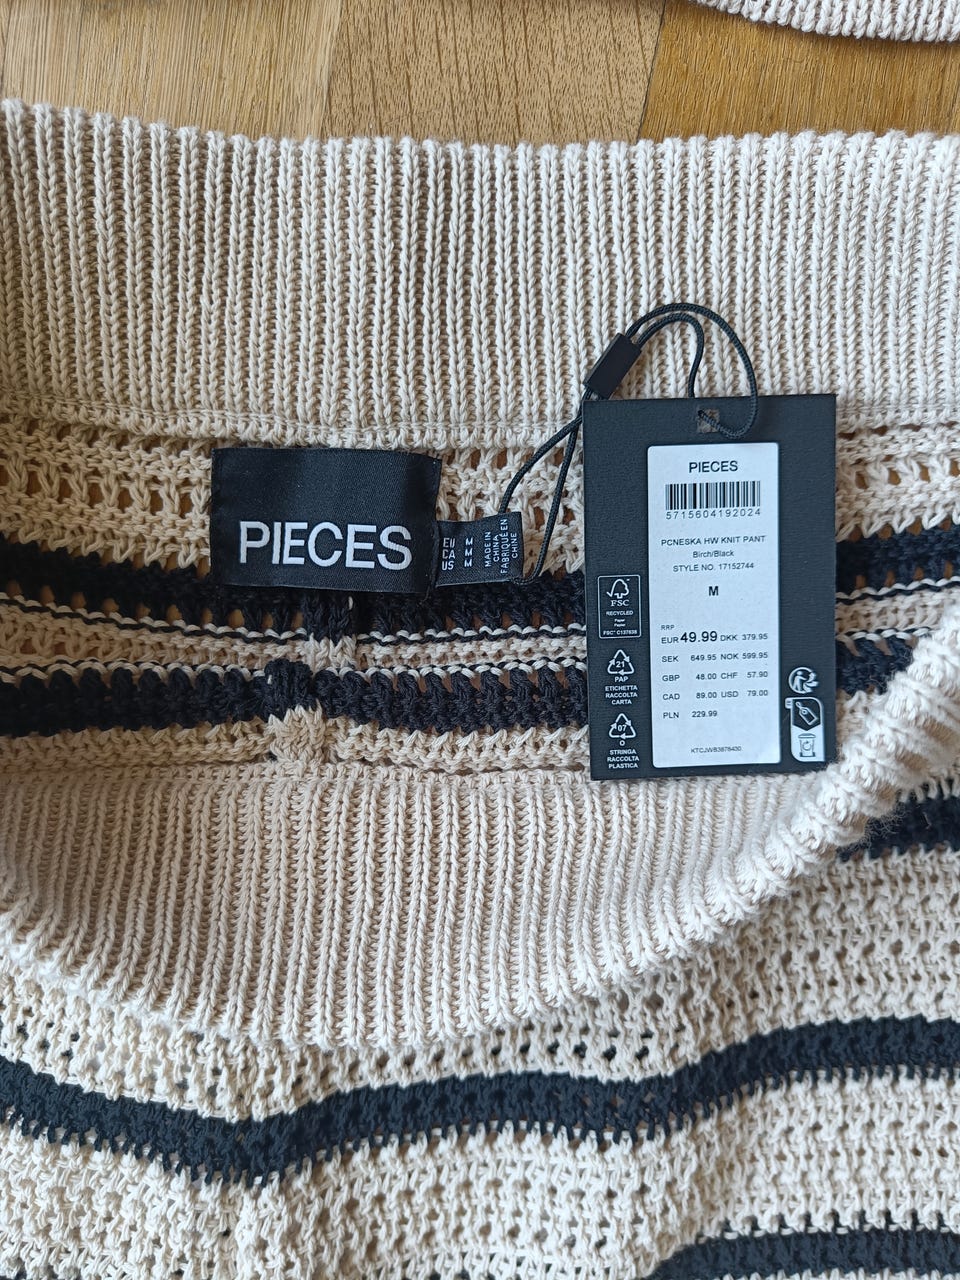 PIECES
EU M
CA M
US M
MADE IN
CHINA
FABRIQUÉ EN
CHINE
PIECES
5715604192024
PCNESKA HW KNIT PANT
Birch/Black
STYLE NO. 17152744
M
RRP
EUR 49.99 DKK 379.95
SEK 649.95 NOK 599.95
GBP 48.00 CHF 57.90
CAD 89.00 USD 79.00
PLN 229.99
KTCJWB3878430
FSC
RECYCLED
Paper
Papier
FSC® C137838
21
PAP
ETICHETTA
RACCOLTA
CARTA
07
O
STRINGA
RACCOLTA
PLASTICA